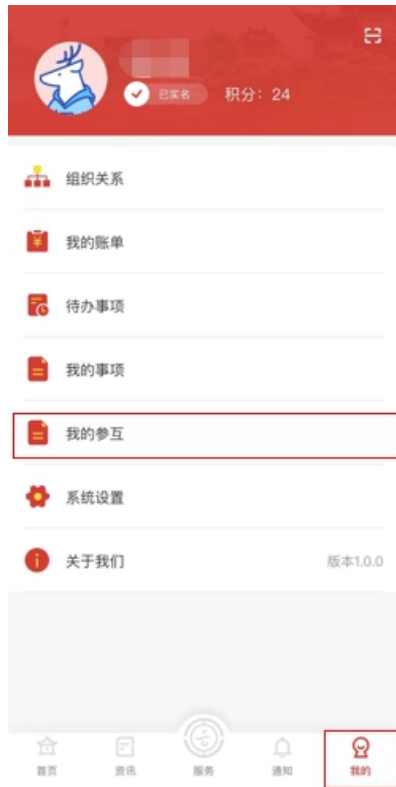 已实名 积分：24
组织关系
我的账单
待办事项
我的事项
我的参互
系统设置
关于我们 版本1.0.0
首页 资讯 服务 通知 我的